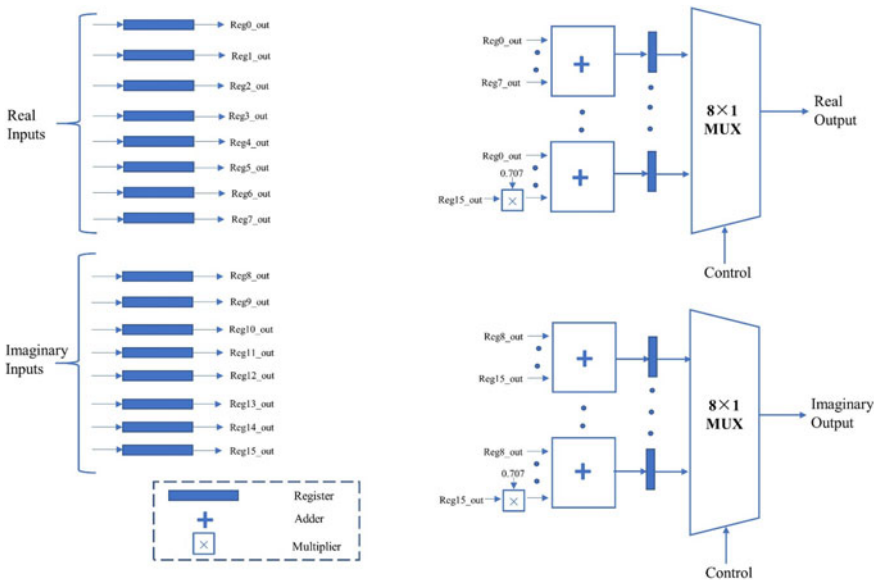 Real
Inputs
Reg0_out
Reg1_out
Reg2_out
Reg3_out
Reg4_out
Reg5_out
Reg6_out
Reg7_out
Imaginary
Inputs
Reg8_out
Reg9_out
Reg10_out
Reg11_out
Reg12_out
Reg13_out
Reg14_out
Reg15_out
Register
+
Adder
×
Multiplier
Reg0_out
Reg7_out
+
Reg0_out
0.707
Reg15_out
×
+
8×1
MUX
Real
Output
Control
Reg8_out
Reg15_out
+
Reg8_out
0.707
Reg15_out
×
+
8×1
MUX
Imaginary
Output
Control